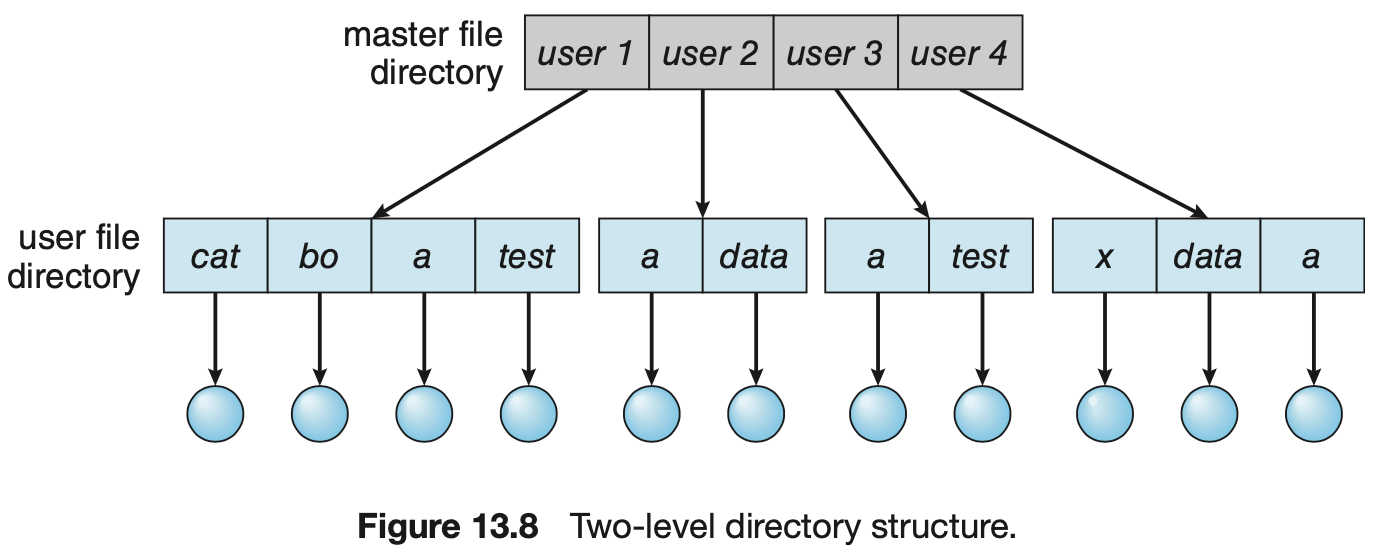 master file
directory
user 1 user 2 user 3 user 4
user file
directory
cat bo a test a data a test x data a
Figure 13.8 Two-level directory structure.